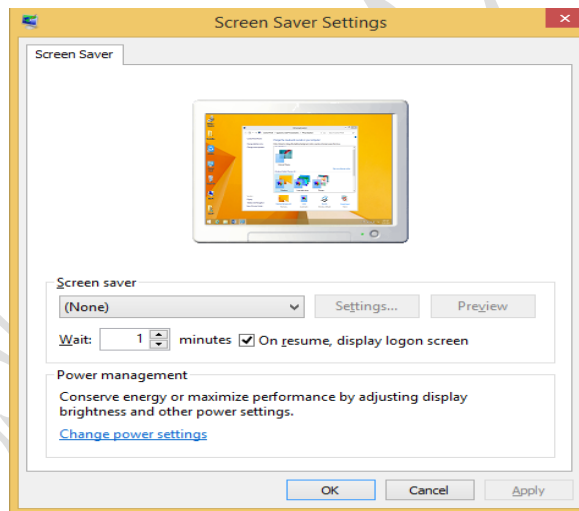 Screen Saver Settings
Screen Saver
Screen saver
(None)
Settings...
Preview
Wait:
1
minutes
On resume, display logon screen
Power management
Conserve energy or maximize performance by adjusting display
brightness and other power settings.
Change power settings
OK
Cancel
Apply